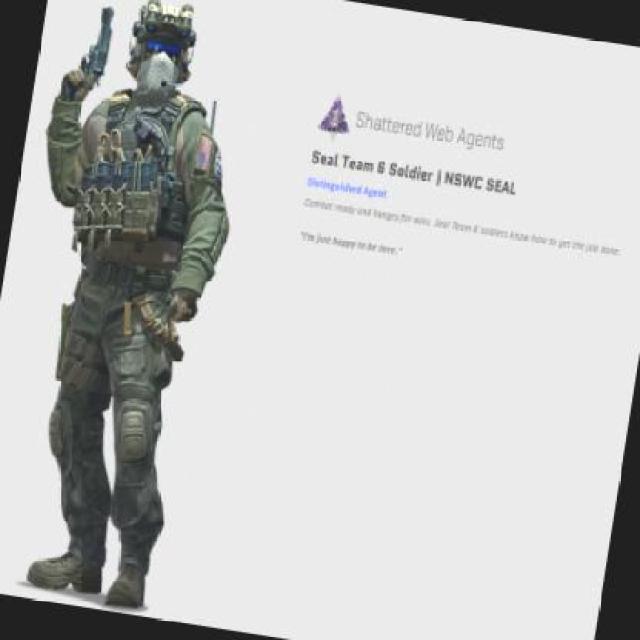 Shattered Web Agents
Seal Team 6 Soldier | NSWC SEAL
Distinguished Agent
Combat ready and hungry for wins, Seal Team 6 soldiers know how to get the job done.
"I'm just happy to be here."